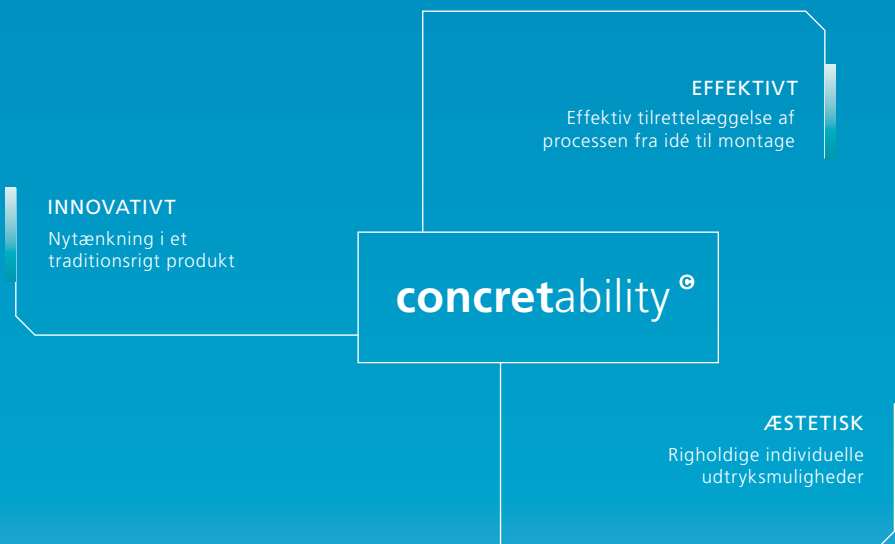 EFFEKTIVT
Effektiv tilrettelæggelse af
processen fra idé til montage
INNOVATIVT
Nytænkning i et
traditionsrigt produkt
concretability ©
ÆSTETISK
Righoldige individuelle
udtryksmuligheder